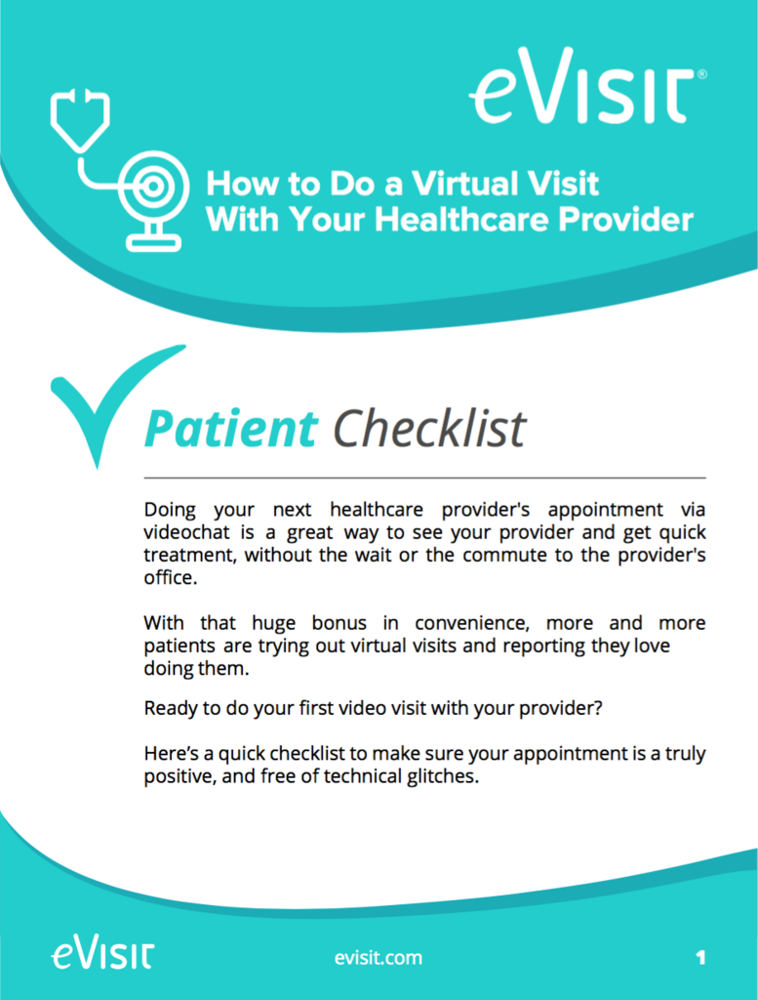 eVisit®
How to Do a Virtual Visit
With Your Healthcare Provider
Patient Checklist
Doing your next healthcare provider's appointment via
videochat is a great way to see your provider and get quick
treatment, without the wait or the commute to the provider's
office.
With that huge bonus in convenience, more and more
patients are trying out virtual visits and reporting they love
doing them.
Ready to do your first video visit with your provider?
Here’s a quick checklist to make sure your appointment is a truly
positive, and free of technical glitches.
eVisit
evisit.com
1